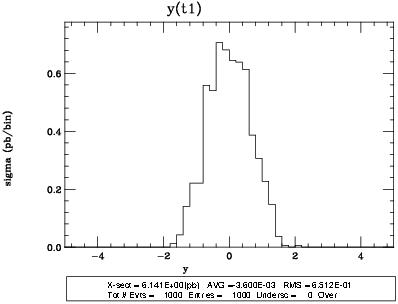 y(t1)
sigma (pb/bin)
0.6
0.4
0.2
0.0
-4 -2 0 2 4
y
X-sect = 6.141E+00(pb) AVG =-3.600E-03 RMS = 6.512E-01
Tot # Evts = 1000 Entries = 1000 Undersc = 0 Over